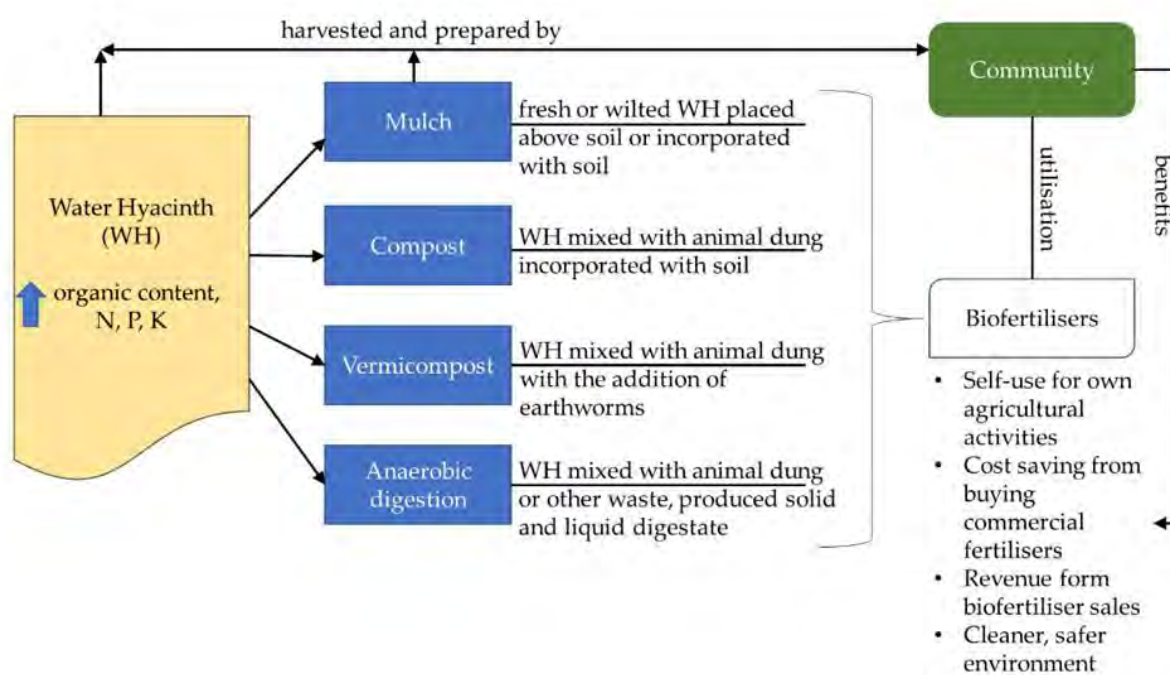 harvested and prepared by
Community
Mulch
fresh or wilted WH placed
above soil or incorporated
with soil
utilisation
benefits
Water Hyacinth
(WH)
organic content,
N, P, K
Compost
WH mixed with animal dung
incorporated with soil
Biofertilisers
Vermicompost
WH mixed with animal dung
with the addition of
earthworms
Anaerobic
digestion
WH mixed with animal dung
or other waste, produced solid
and liquid digestate
• Self-use for own
agricultural
activities
• Cost saving from
buying
commercial
fertilisers
• Revenue form
biofertiliser sales
• Cleaner, safer
environment